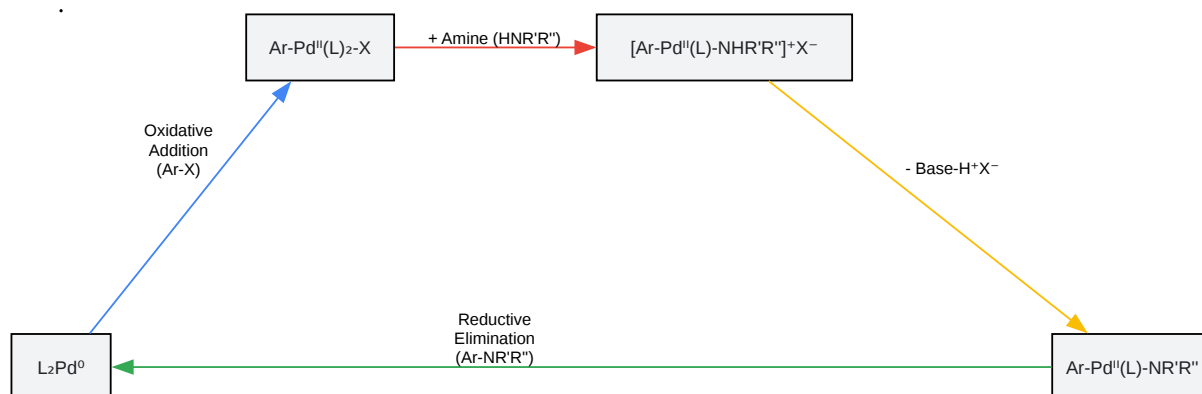 .
Ar-Pdᴵᴵ(L)₂-X
+ Amine (HNR'R")
[Ar-Pdᴵᴵ(L)-NHR'R"]⁺X⁻
Oxidative
Addition
(Ar-X)
- Base-H⁺X⁻
Reductive
Elimination
(Ar-NR'R")
L₂Pd⁰
Ar-Pdᴵᴵ(L)-NR'R"